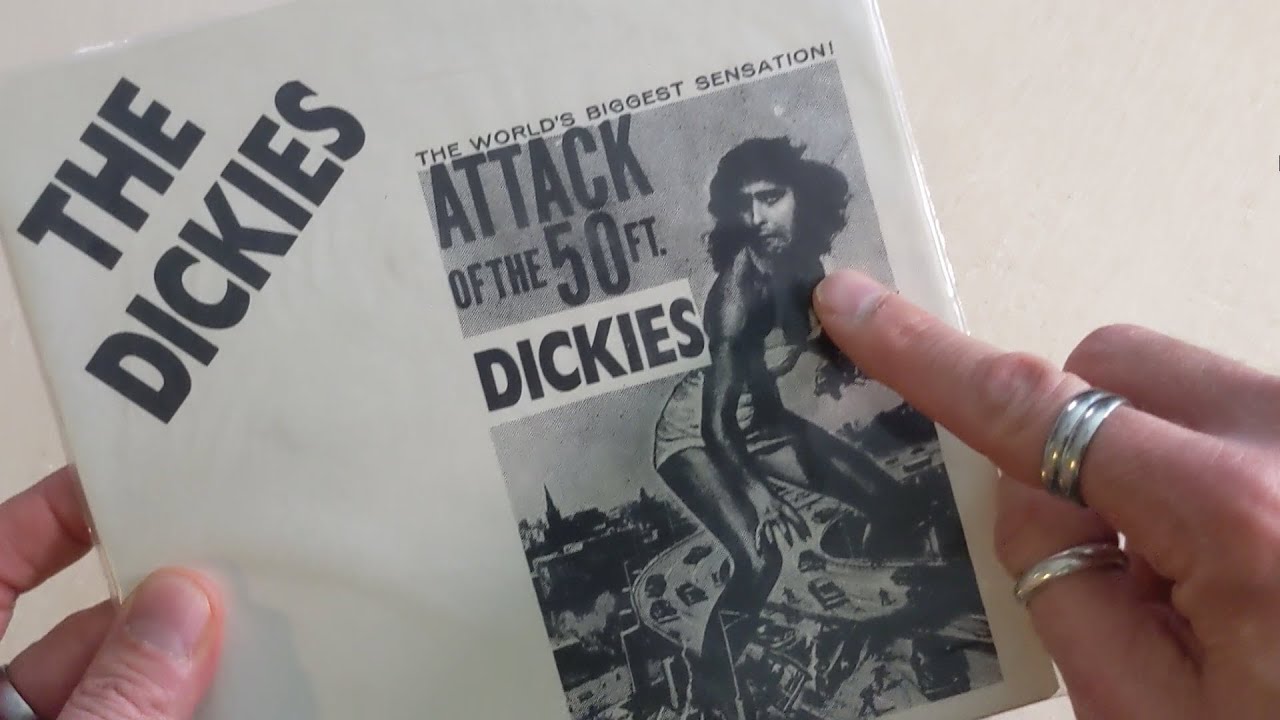 THE
DICKIES
THE WORLD'S BIGGEST SENSATION!
ATTACK
OF THE 50 FT.
DICKIES